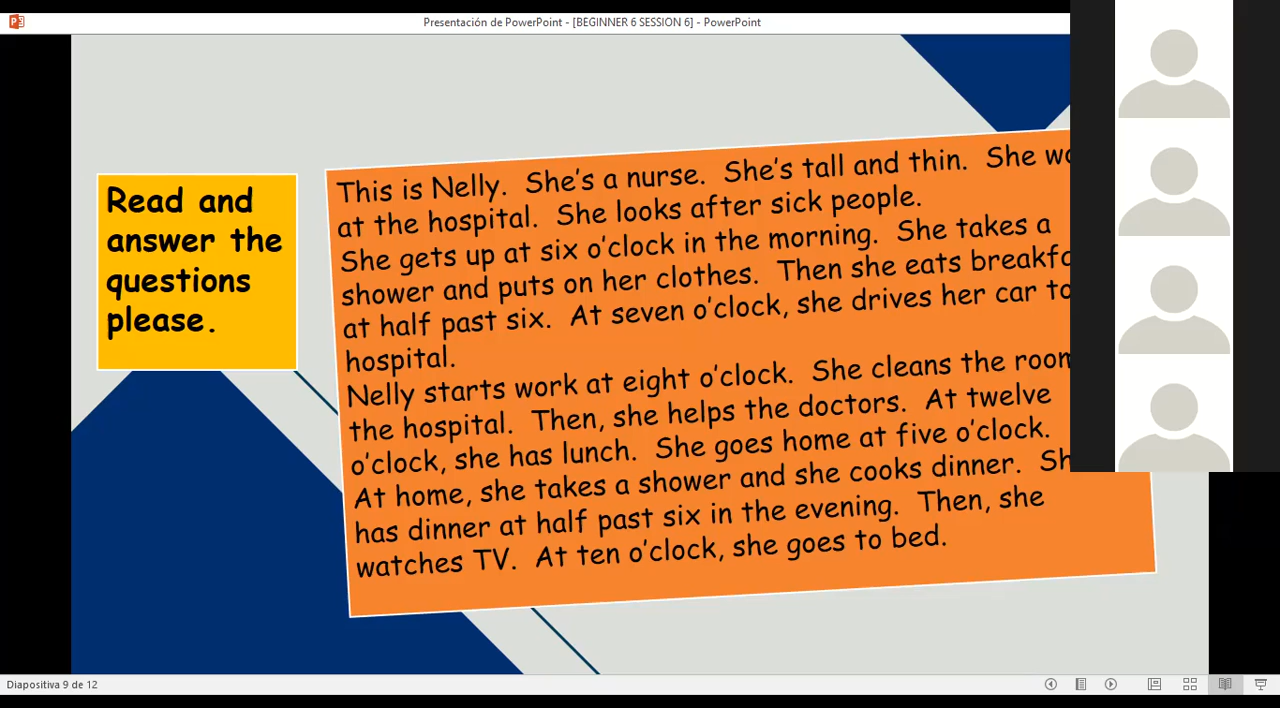 Presentación de PowerPoint - [BEGINNER 6 SESSION 6] - PowerPoint
Read and
answer the
questions
please.
This is Nelly. She's a nurse. She's tall and thin. She
at the hospital. She looks after sick people.
She gets up at six o'clock in the morning. She takes a
shower and puts on her clothes. Then she eats
at half past six. At seven o'clock, she drives her car to
hospital.
Nelly starts work at eight o'clock. She cleans the
the hospital. Then, she helps the doctors. At twelve
o'clock, she has lunch. She goes home at five o'clock.
At home, she takes a shower and she cooks dinner.
has dinner at half past six in the evening. Then, she
watches TV. At ten o'clock, she goes to bed.
Diapositiva 9 de 12